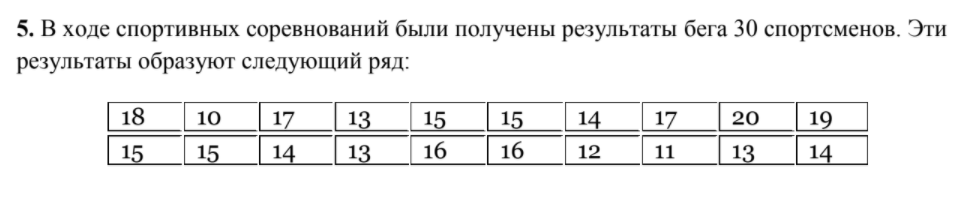 5. В ходе спортивных соревнований были получены результаты бега 30 спортсменов. Эти
результаты образуют следующий ряд:
18 10 17 13 15 15 14 17 20 19
15 15 14 13 16 16 12 11 13 14